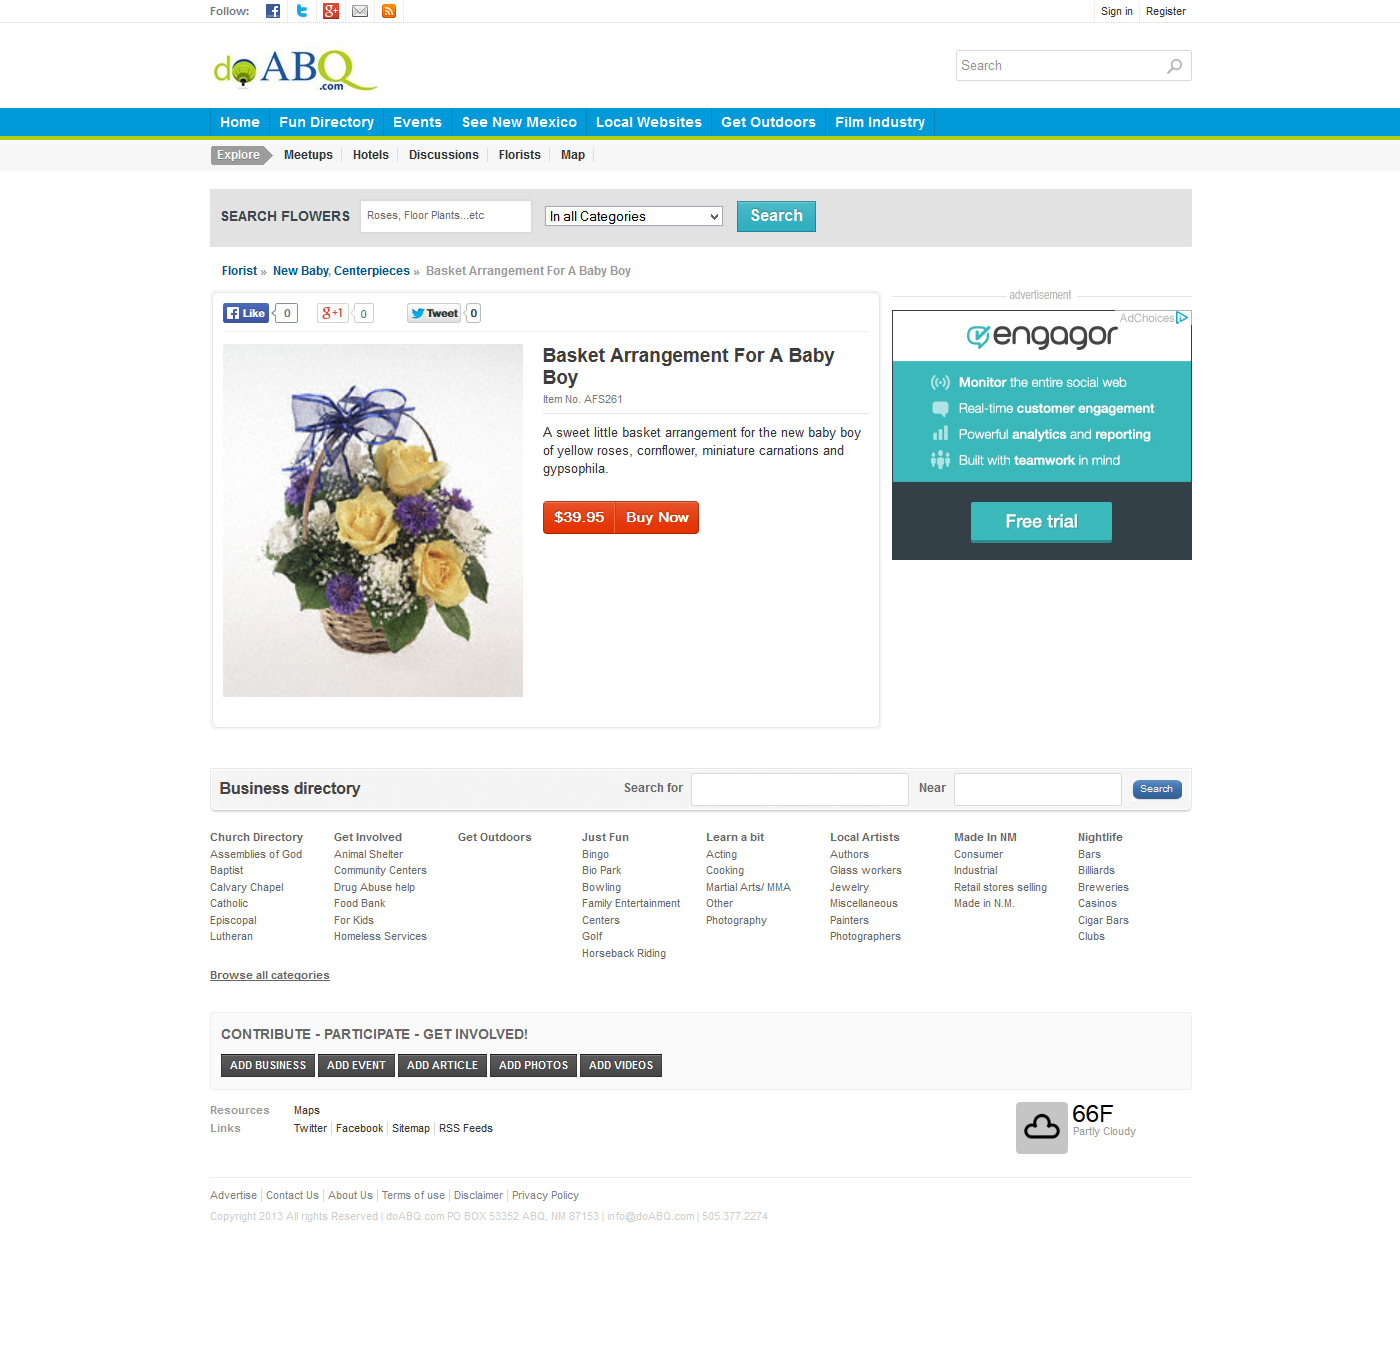 Follow:
Sign in Register
doABQ.com
Search
Home Fun Directory Events See New Mexico Local Websites Get Outdoors Film Industry
Explore Meetups Hotels Discussions Florists Map
SEARCH FLOWERS Roses, Floor Plants...etc In all Categories Search
Florist » New Baby, Centerpieces » Basket Arrangement For A Baby Boy
advertisement
Like 0 g+1 0 Tweet 0
AdChoices
engagor
Monitor the entire social web
Real-time customer engagement
Powerful analytics and reporting
Built with teamwork in mind
Free trial
Basket Arrangement For A Baby
Boy
Item No. AFS261
A sweet little basket arrangement for the new baby boy
of yellow roses, cornflower, miniature carnations and
gypsophila.
$39.95 Buy Now
Business directory Search for Near Search
Church Directory
Assemblies of God
Baptist
Calvary Chapel
Catholic
Episcopal
Lutheran
Get Involved
Animal Shelter
Community Centers
Drug Abuse help
Food Bank
For Kids
Homeless Services
Get Outdoors
Just Fun
Bingo
Bio Park
Bowling
Family Entertainment
Centers
Golf
Horseback Riding
Learn a bit
Acting
Cooking
Martial Arts/ MMA
Other
Photography
Local Artists
Authors
Glass workers
Jewelry
Miscellaneous
Painters
Photographers
Made In NM
Consumer
Industrial
Retail stores selling
Made in N.M.
Nightlife
Bars
Billiards
Breweries
Casinos
Cigar Bars
Clubs
Browse all categories
CONTRIBUTE - PARTICIPATE - GET INVOLVED!
ADD BUSINESS ADD EVENT ADD ARTICLE ADD PHOTOS ADD VIDEOS
Resources Maps
Links Twitter Facebook Sitemap RSS Feeds
66F
Partly Cloudy
Advertise Contact Us About Us Terms of use Disclaimer Privacy Policy
Copyright 2013 All rights Reserved | doABQ.com PO BOX 53352 ABQ, NM 87153 | info@doABQ.com | 505.377.2274